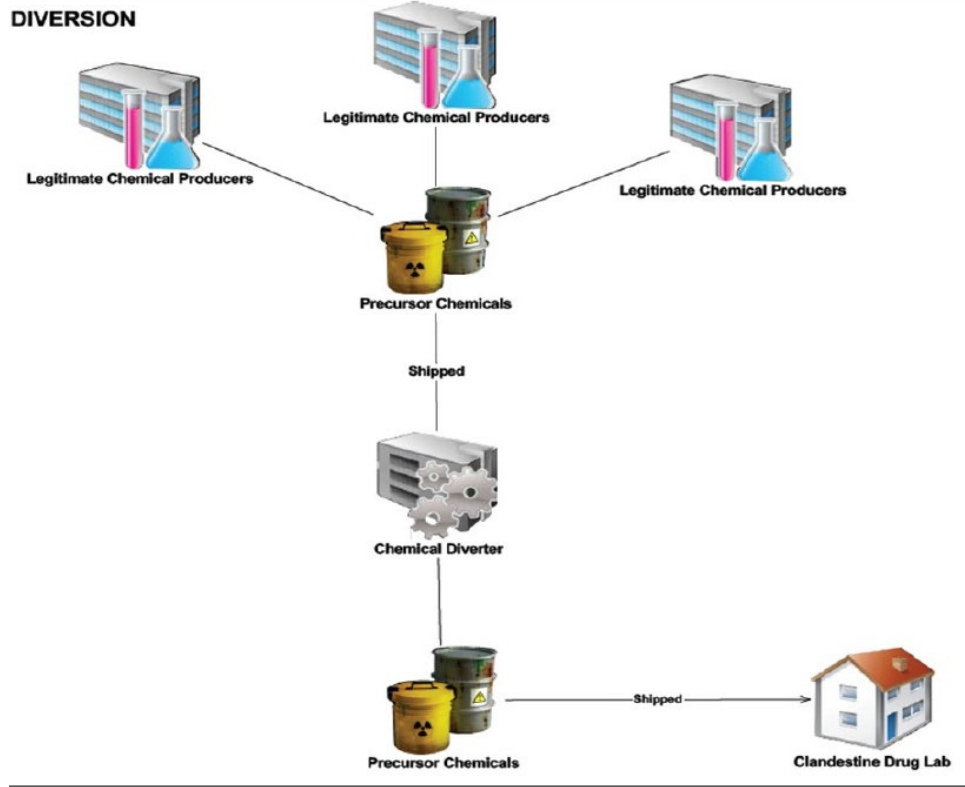 DIVERSION
Legitimate Chemical Producers
Legitimate Chemical Producers
Legitimate Chemical Producers
Precursor Chemicals
Shipped
Chemical Diverter
Precursor Chemicals
Shipped
Clandestine Drug Lab